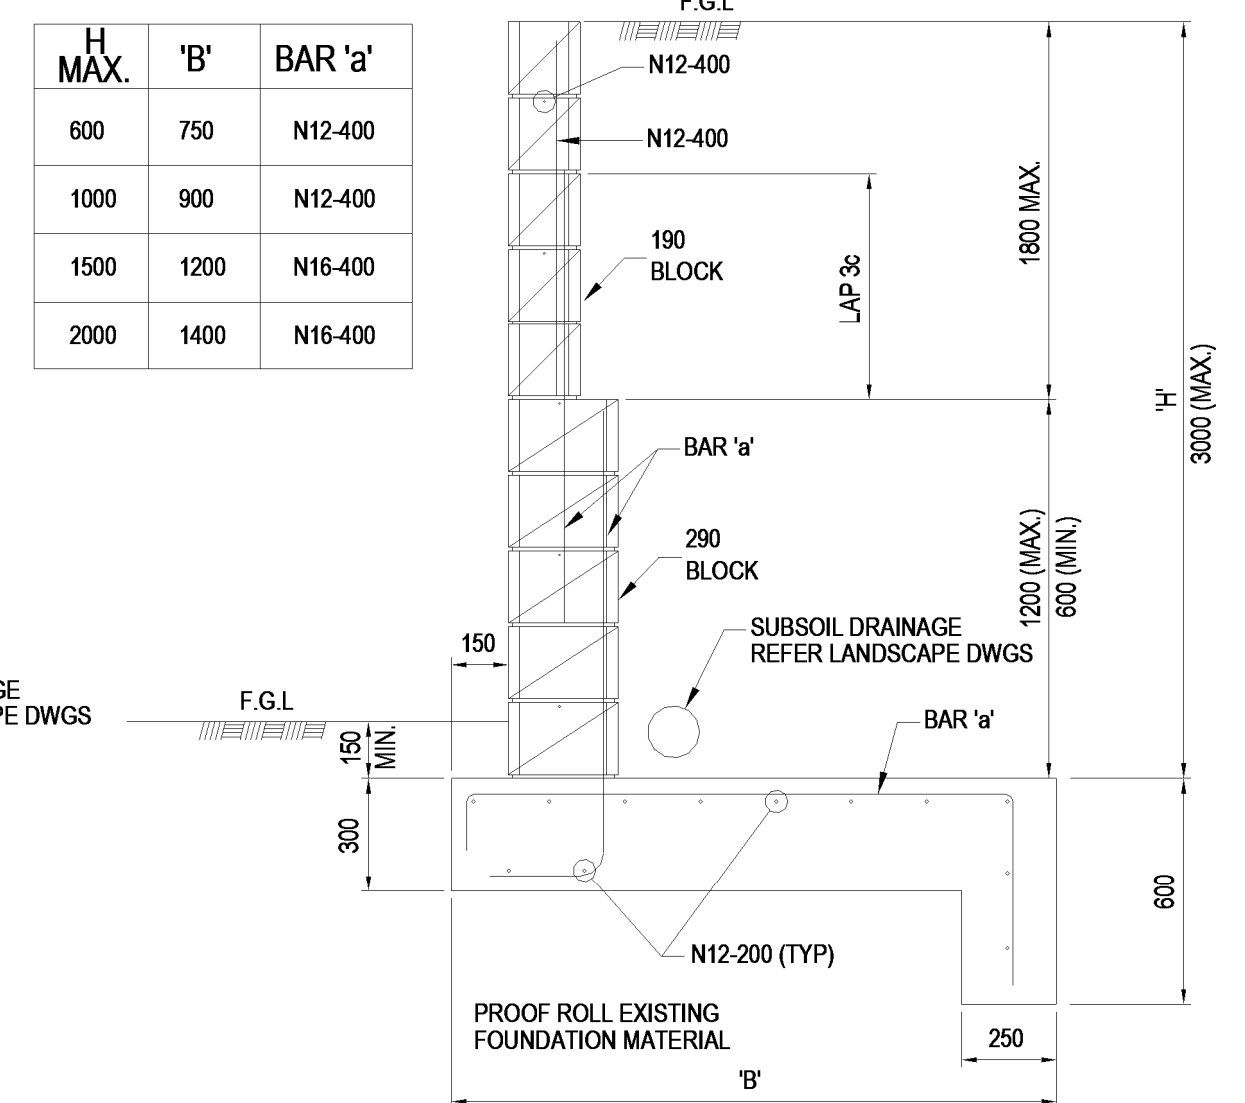 H
MAX.
'B'
BAR 'a'
600
750
N12-400
1000
900
N12-400
1500
1200
N16-400
2000
1400
N16-400
F.G.L
N12-400
N12-400
190
BLOCK
LAP 3c
1800 MAX.
'H'
3000 (MAX.)
BAR 'a'
290
BLOCK
1200 (MAX.)
600 (MIN.)
150
SUBSOIL DRAINAGE
REFER LANDSCAPE DWGS
GE
PE DWGS
F.G.L
150
MIN.
BAR 'a'
300
600
N12-200 (TYP)
PROOF ROLL EXISTING
FOUNDATION MATERIAL
250
'B'